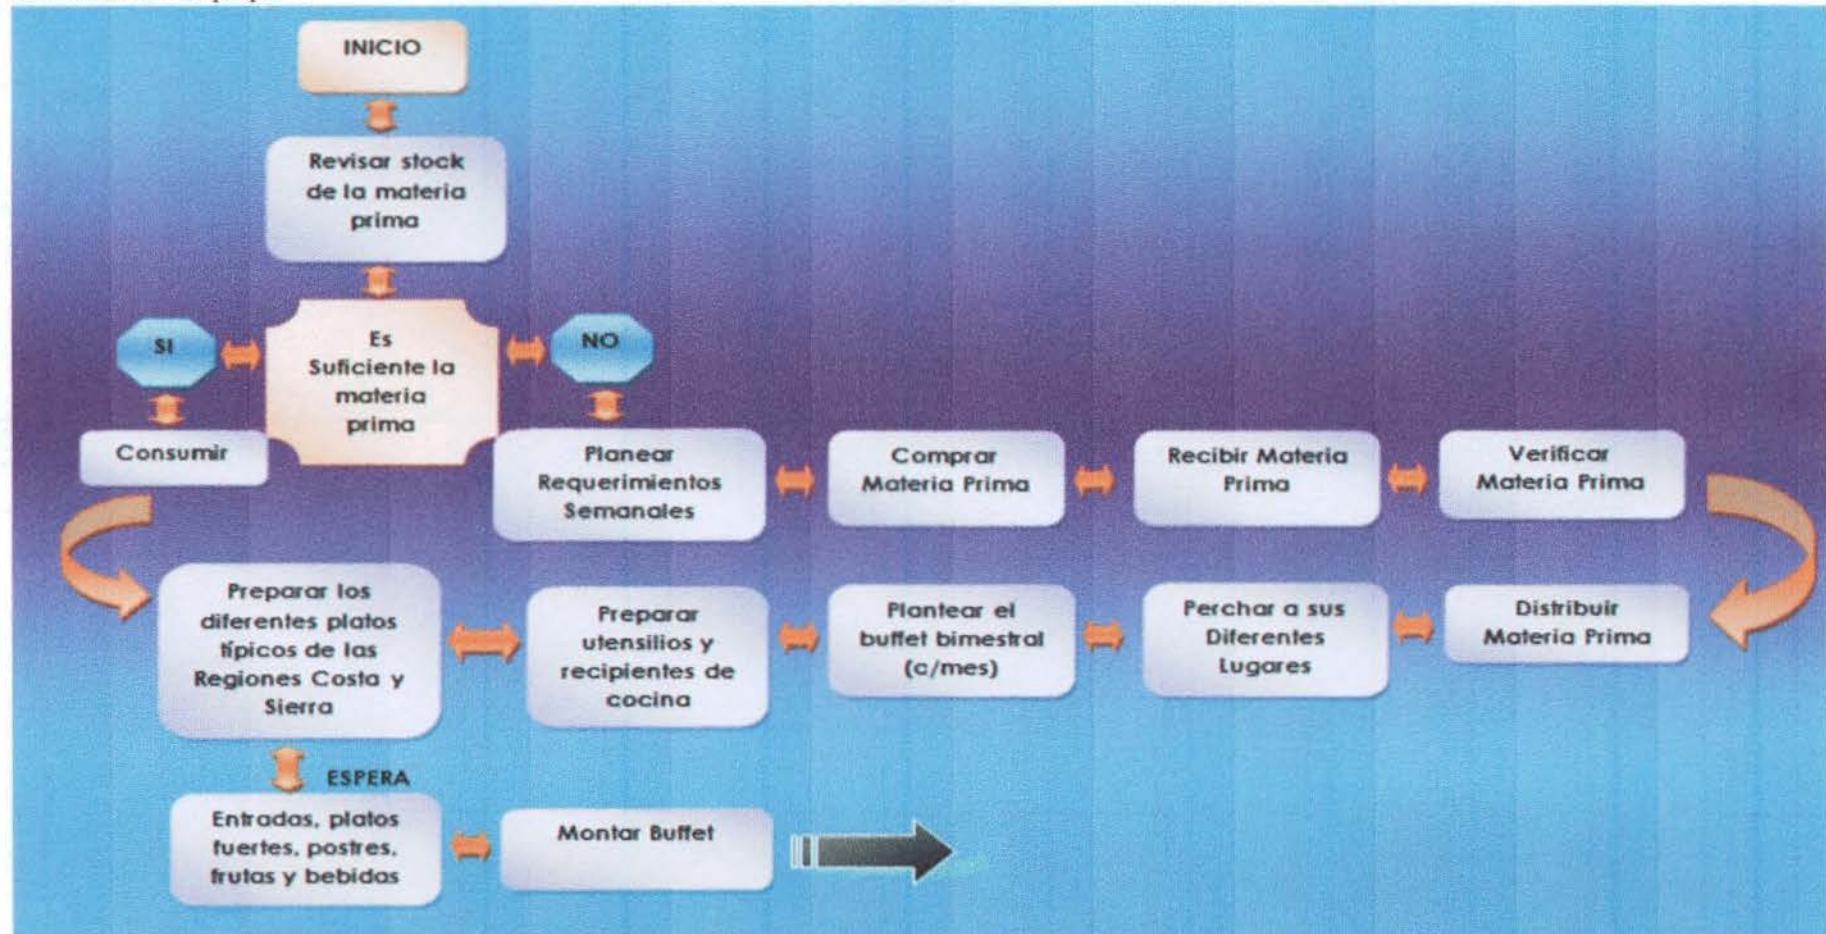 INICIO
Revisar stock
de la materia
prima
Es
Suficiente la
materia
prima
SI
NO
Consumir
Planear
Requerimientos
Semanales
Comprar
Materia Prima
Recibir Materia
Prima
Verificar
Materia Prima
Distribuir
Materia Prima
Perchar a sus
Diferentes
Lugares
Plantear el
buffet bimestral
(c/mes)
Preparar
utensilios y
recipientes de
cocina
Preparar los
diferentes platos
típicos de las
Regiones Costa y
Sierra
ESPERA
Entradas, platos
fuertes, postres,
frutas y bebidas
Montar Buffet